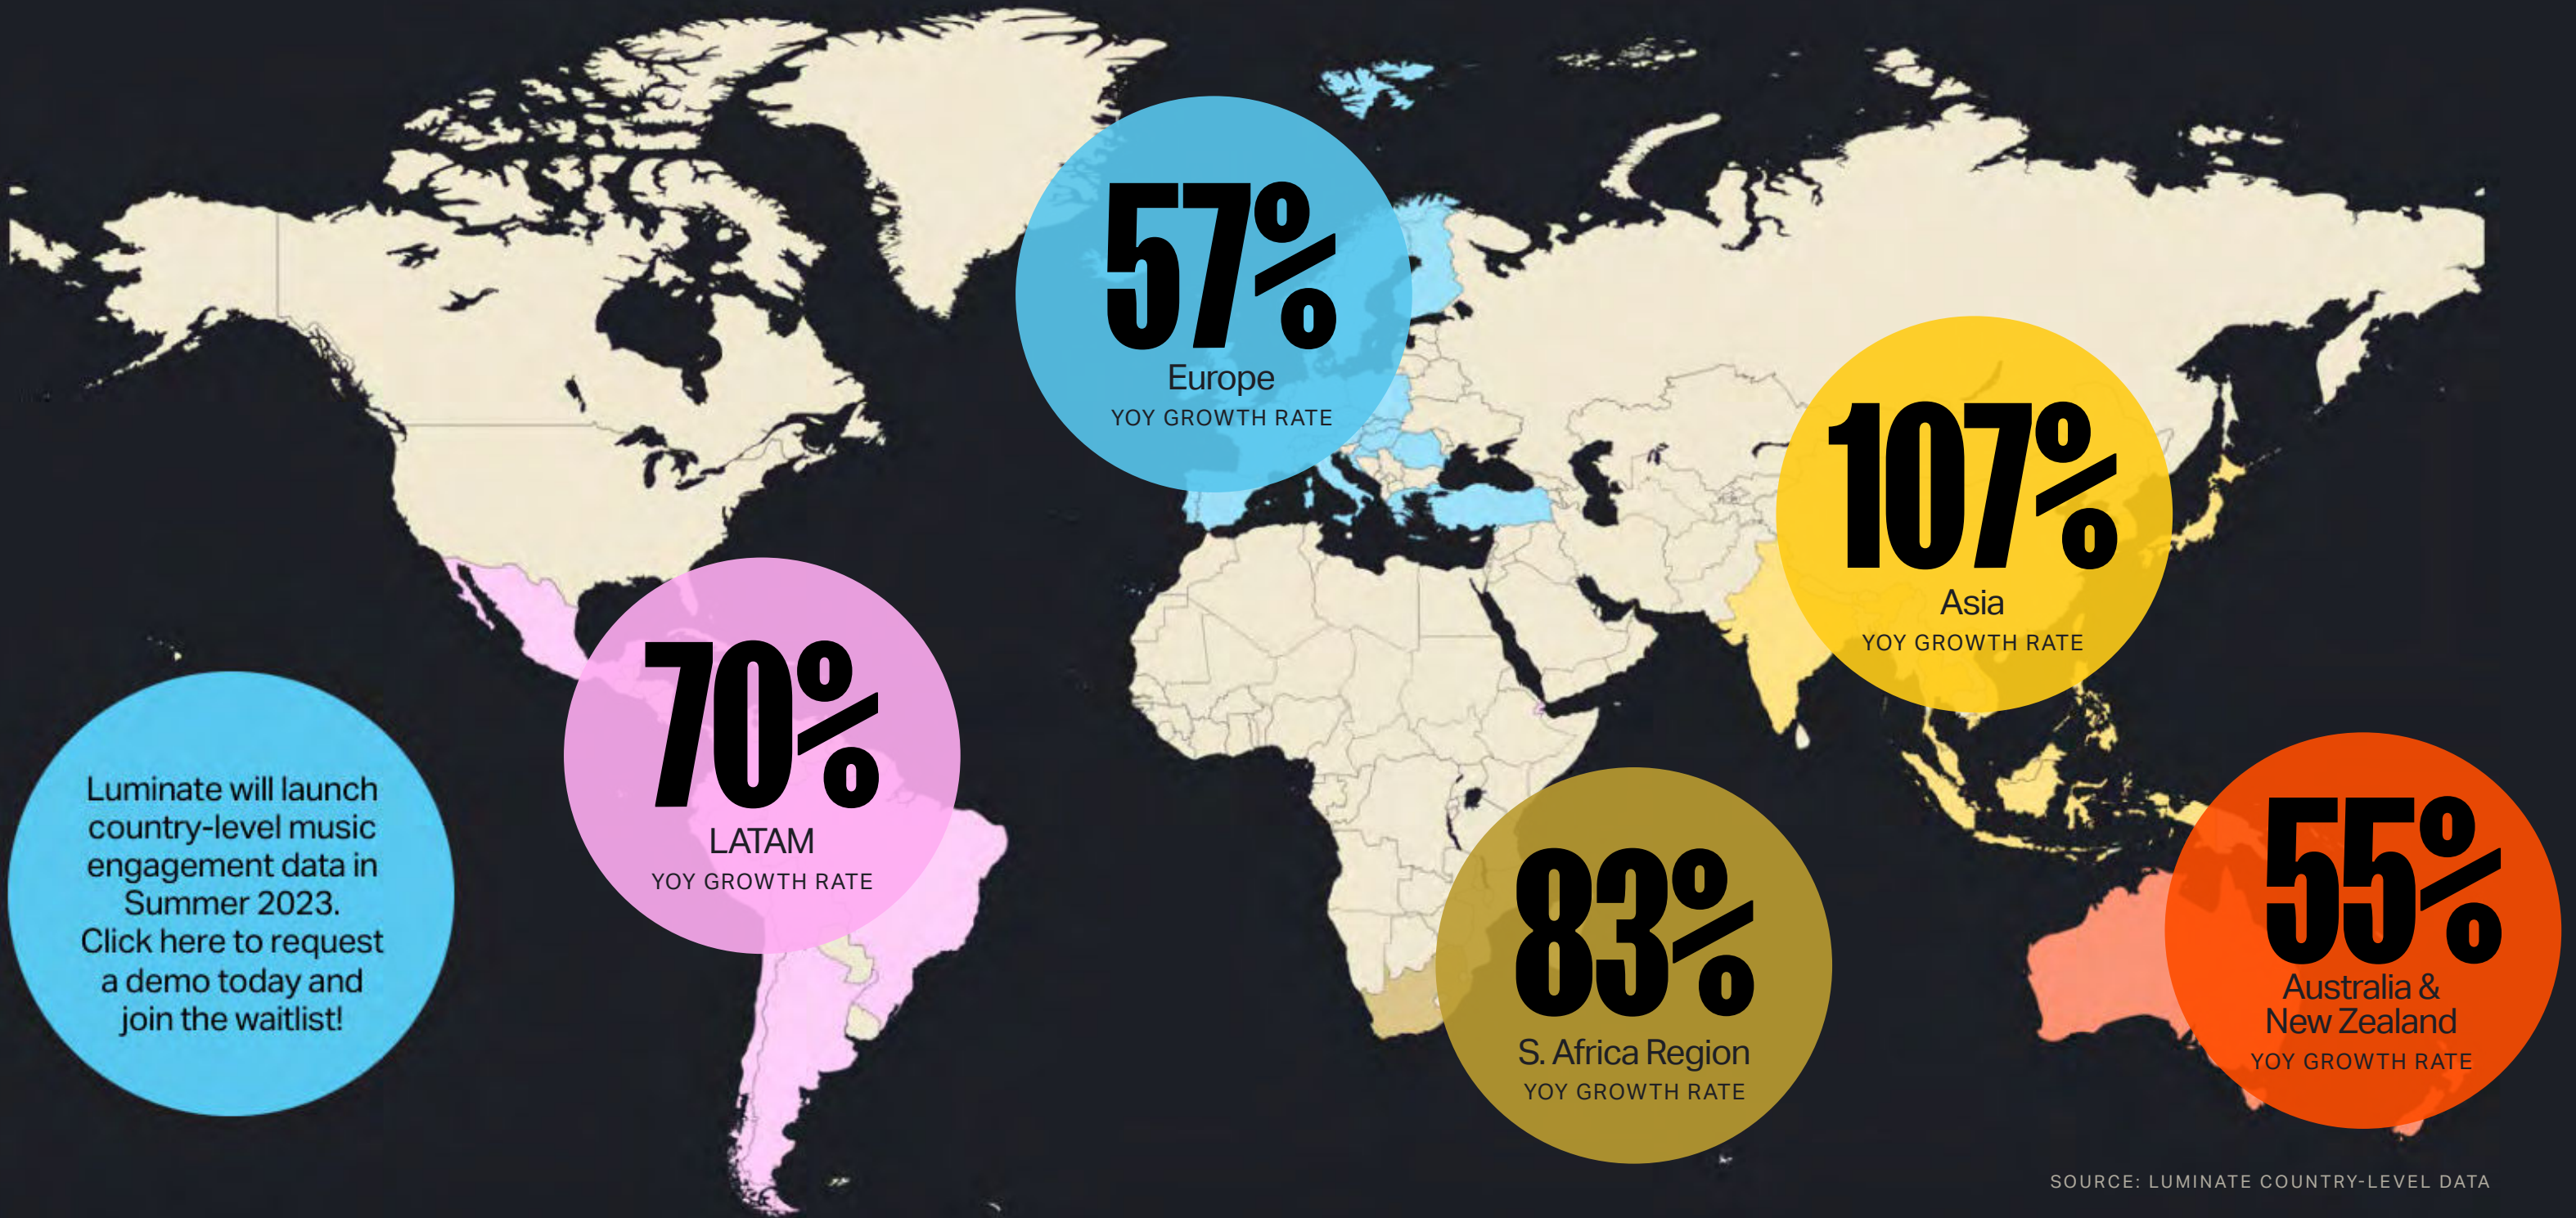 57%
Europe
YOY GROWTH RATE
107%
Asia
YOY GROWTH RATE
70%
LATAM
YOY GROWTH RATE
Luminate will launch
country-level music
engagement data in
Summer 2023.
Click here to request
a demo today and
join the waitlist!
83%
S. Africa Region
YOY GROWTH RATE
55%
Australia &
New Zealand
YOY GROWTH RATE
SOURCE: LUMINATE COUNTRY-LEVEL DATA